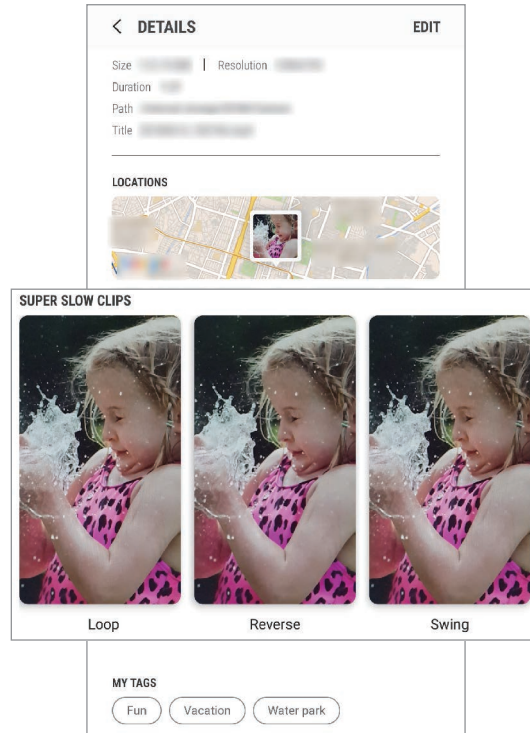 DETAILS EDIT
Size | Resolution
Duration
Path
Title
LOCATIONS
SUPER SLOW CLIPS
Loop Reverse Swing
MY TAGS
Fun Vacation Water park